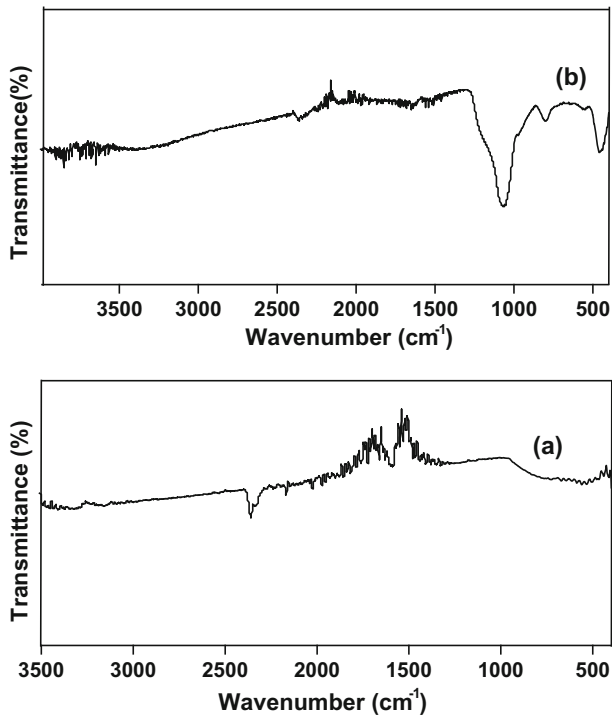 (b)
Transmittance(%)
3500 3000 2500 2000 1500 1000 500
Wavenumber (cm-1)
(a)
Transmittance (%)
3500 3000 2500 2000 1500 1000 500
Wavenumber (cm-1)